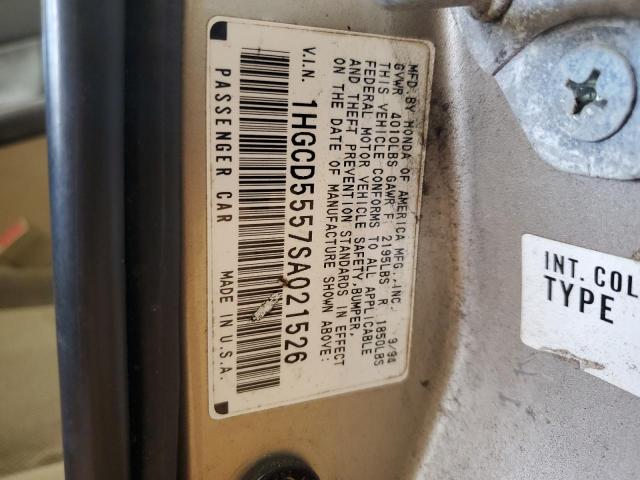 MFD.BY HONDA OF AMERICA MFG.,INC. 9/94
GVWR 4010LBS GAWR F 2195LBS R 1850LBS
THIS VEHICLE CONFORMS TO ALL APPLICABLE
FEDERAL MOTOR VEHICLE SAFETY,BUMPER,
AND THEFT PREVENTION STANDARDS IN EFFECT
ON THE DATE OF MANUFACTURE SHOWN ABOVE:
V.I.N. 1HGCD5557SA021526
PASSENGER CAR MADE IN U.S.A.
INT. COL
TYPE